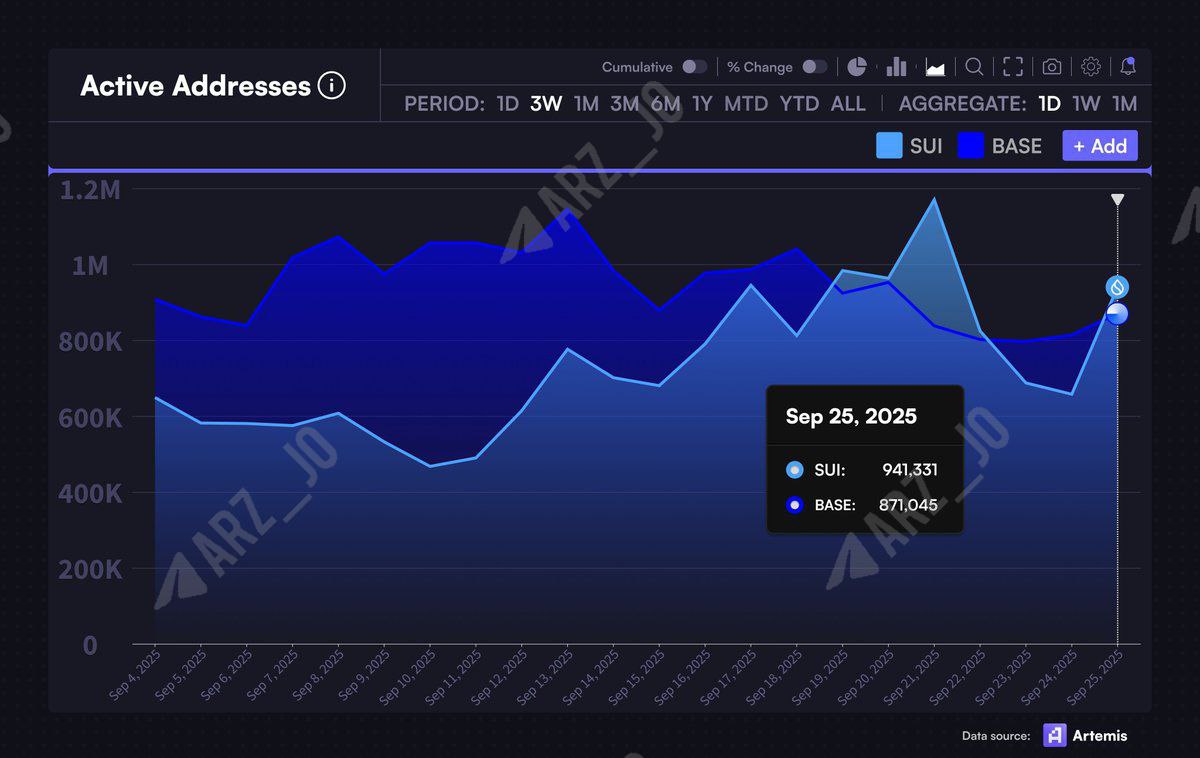 Cumulative % Change
Active Addresses i
PERIOD: 1D 3W 1M 3M 6M 1Y MTD YTD ALL | AGGREGATE: 1D 1W 1M
SUI BASE + Add
1.2M
1M
800K
600K
400K
200K
0
Sep 25, 2025
SUI: 941,331
BASE: 871,045
Sep 4, 2025
Sep 5, 2025
Sep 6, 2025
Sep 7, 2025
Sep 8, 2025
Sep 9, 2025
Sep 10, 2025
Sep 11, 2025
Sep 12, 2025
Sep 13, 2025
Sep 14, 2025
Sep 15, 2025
Sep 16, 2025
Sep 17, 2025
Sep 18, 2025
Sep 19, 2025
Sep 20, 2025
Sep 21, 2025
Sep 22, 2025
Sep 23, 2025
Sep 24, 2025
Sep 25, 2025
Data source: Artemis
ARZ_JO
ARZ_JO
ARZ_JO